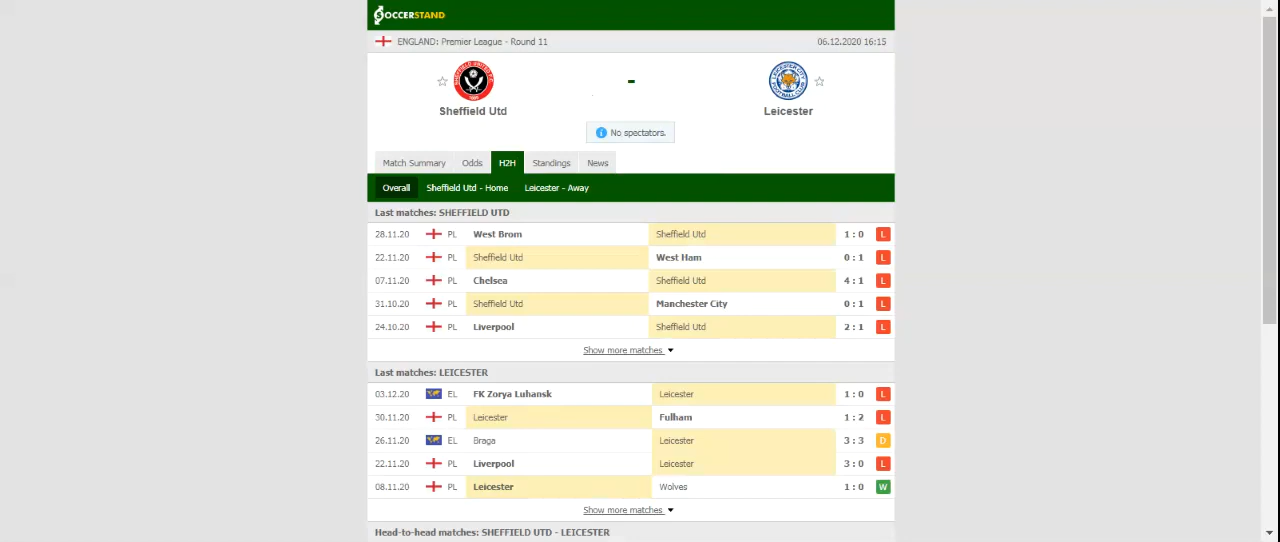 SOCCERSTAND
ENGLAND: Premier League - Round 11 06.12.2020 16:15
-
Sheffield Utd Leicester
No spectators.
Match Summary Odds H2H Standings News
Overall Sheffield Utd - Home Leicester - Away
Last matches: SHEFFIELD UTD
28.11.20 PL West Brom Sheffield Utd 1 : 0 L
22.11.20 PL Sheffield Utd West Ham 0 : 1 L
07.11.20 PL Chelsea Sheffield Utd 4 : 1 L
31.10.20 PL Sheffield Utd Manchester City 0 : 1 L
24.10.20 PL Liverpool Sheffield Utd 2 : 1 L
Show more matches
Last matches: LEICESTER
03.12.20 EL FK Zorya Luhansk Leicester 1 : 0 L
30.11.20 PL Leicester Fulham 1 : 2 L
26.11.20 EL Braga Leicester 3 : 3 D
22.11.20 PL Liverpool Leicester 3 : 0 L
08.11.20 PL Leicester Wolves 1 : 0 W
Show more matches
Head-to-head matches: SHEFFIELD UTD - LEICESTER